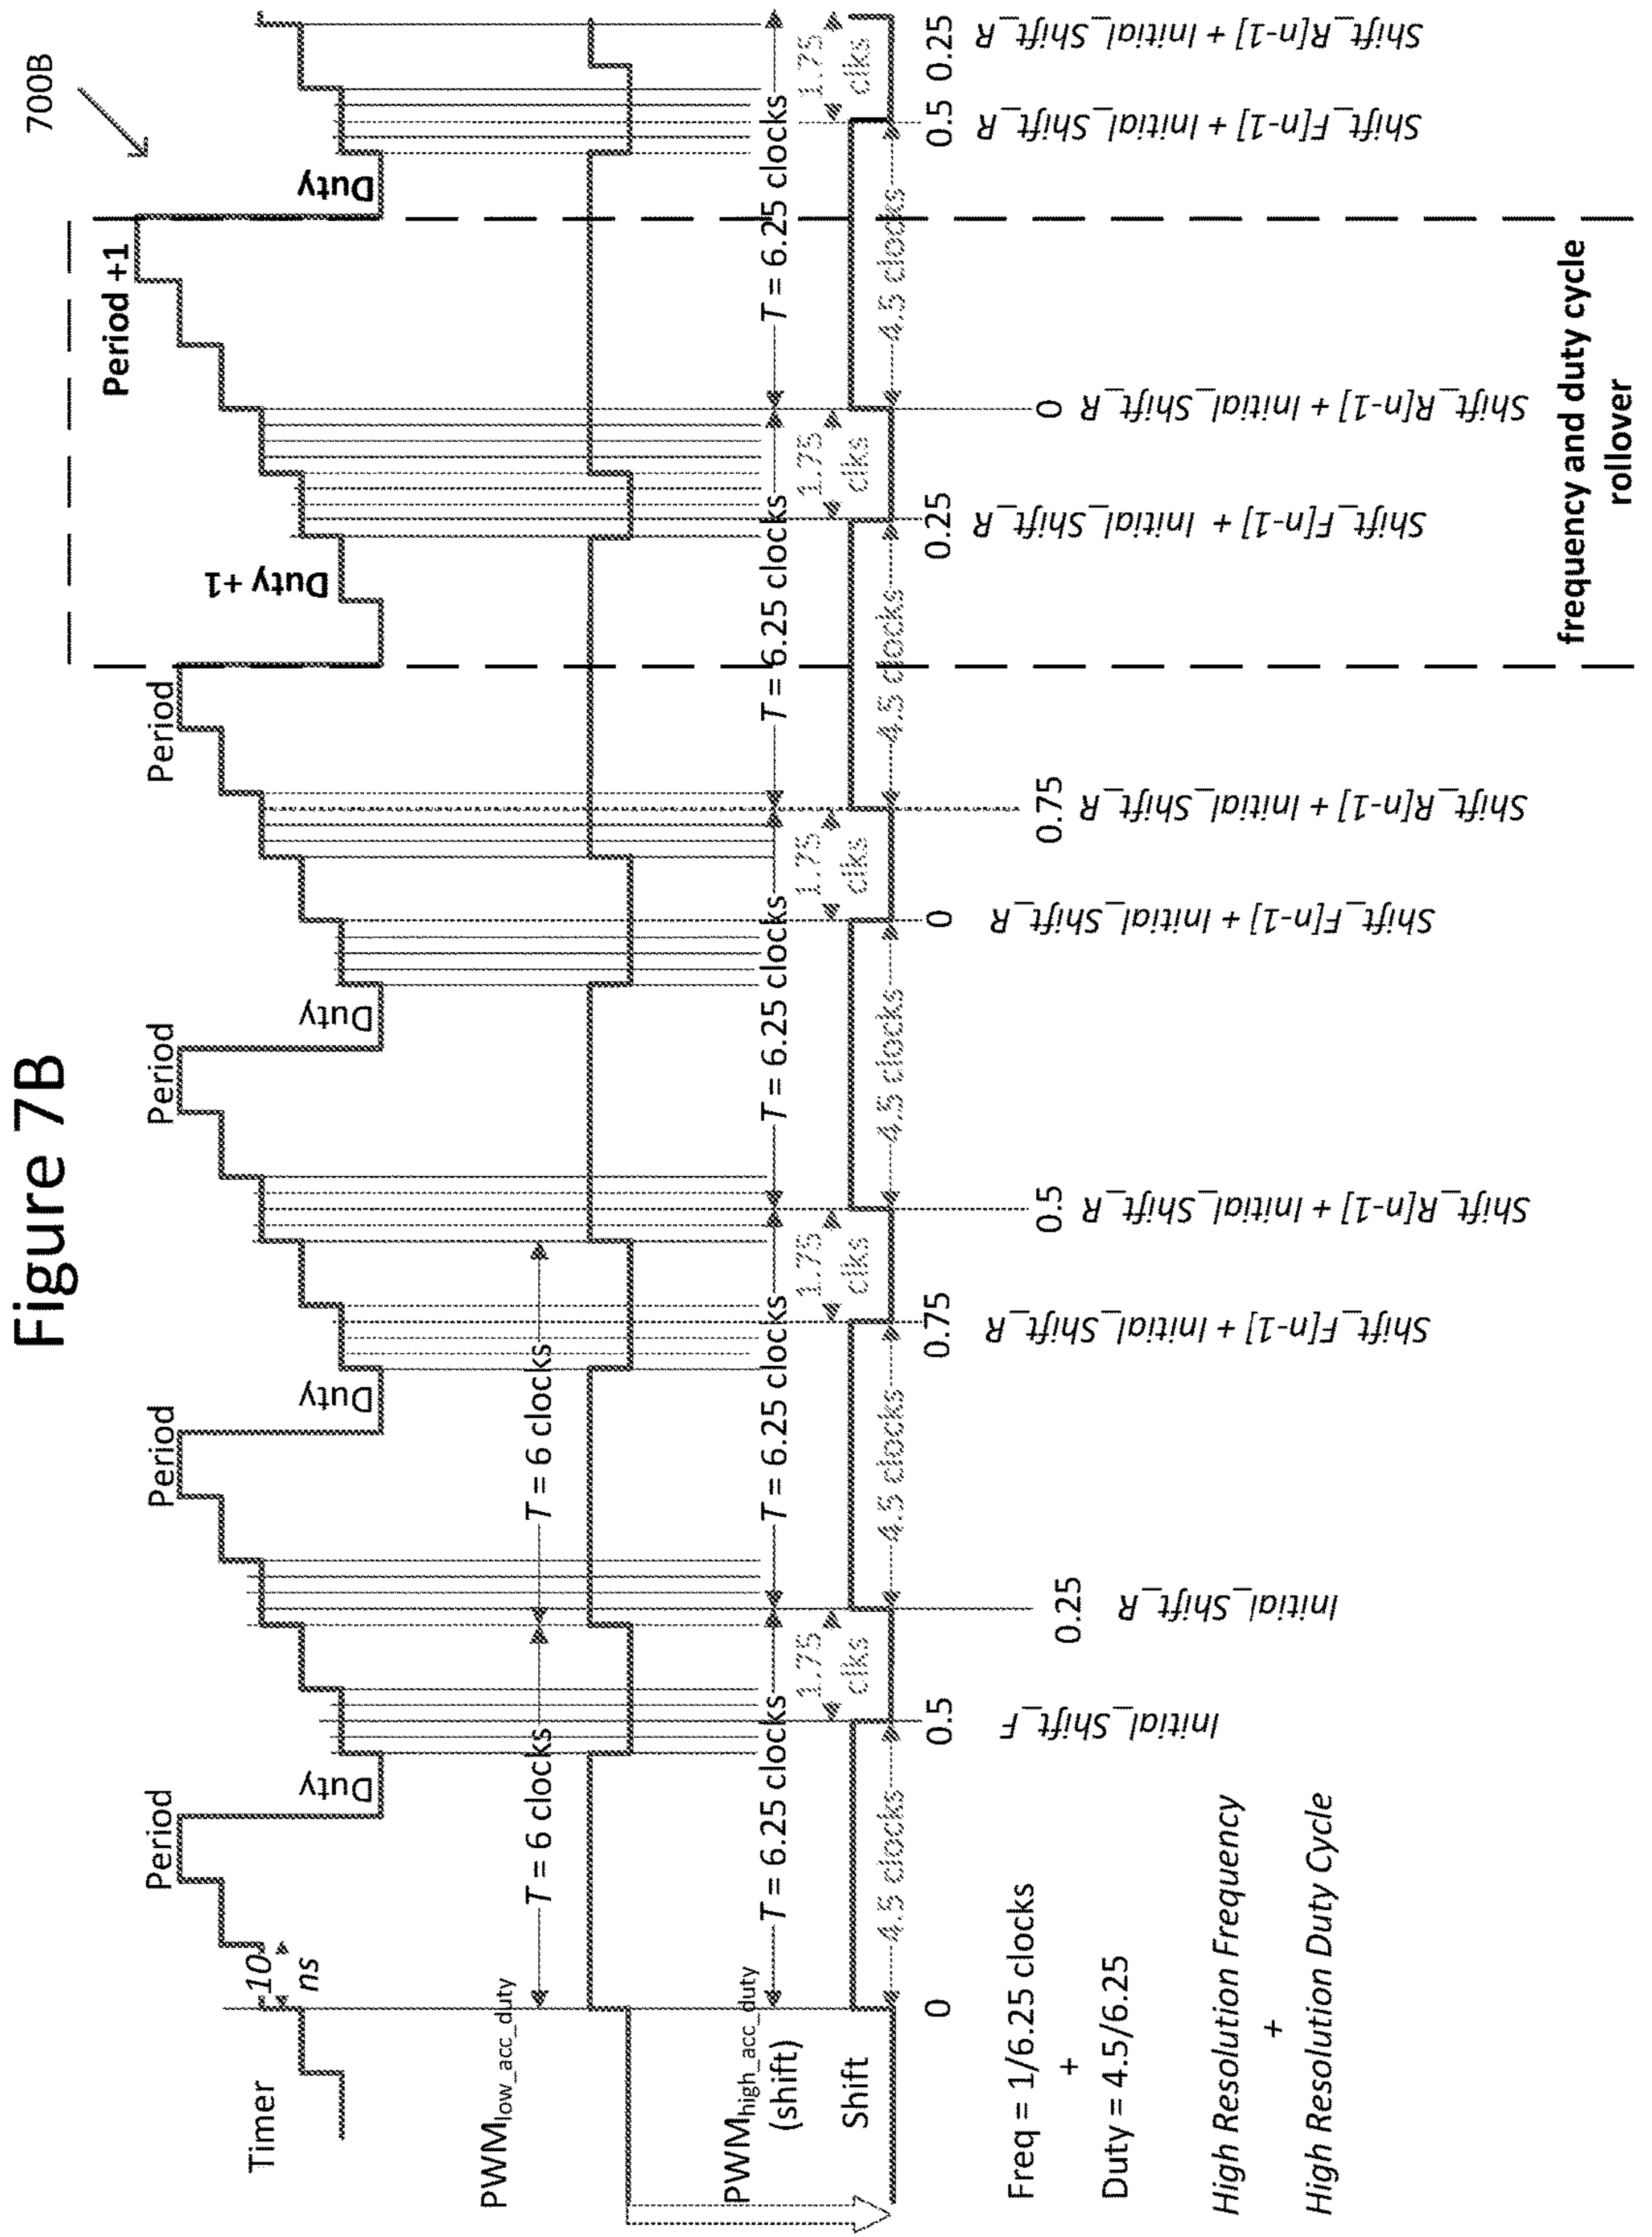 Figure 7B
700B
Timer
10
ns
Period
Duty
Period
Duty
Period
Duty
Period
Duty +1
Period +1
Duty
PWMlow_acc_duty
T = 6 clocks
T = 6 clocks
PWMhigh_acc_duty
(shift)
T = 6.25 clocks
T = 6.25 clocks
T = 6.25 clocks
T = 6.25 clocks
T = 6.25 clocks
Shift
1.75
clks
1.75
clks
1.75
clks
1.75
clks
1.75
clks
4.5 clocks
4.5 clocks
4.5 clocks
4.5 clocks
4.5 clocks
0
0.5
0.25
0.75
0.5
0
0.75
0.25
0
0.5
0.25
Initial_Shift_F
Initial_Shift_R
Shift_F[n-1] + Initial_Shift_R
Shift_R[n-1] + Initial_Shift_R
Shift_F[n-1] + Initial_Shift_R
Shift_R[n-1] + Initial_Shift_R
Shift_F[n-1] + Initial_Shift_R
Shift_R[n-1] + Initial_Shift_R
Shift_F[n-1] + Initial_Shift_R
Shift_R[n-1] + Initial_Shift_R
Freq = 1/6.25 clocks
+
Duty = 4.5/6.25
High Resolution Frequency
+
High Resolution Duty Cycle
frequency and duty cycle
rollover